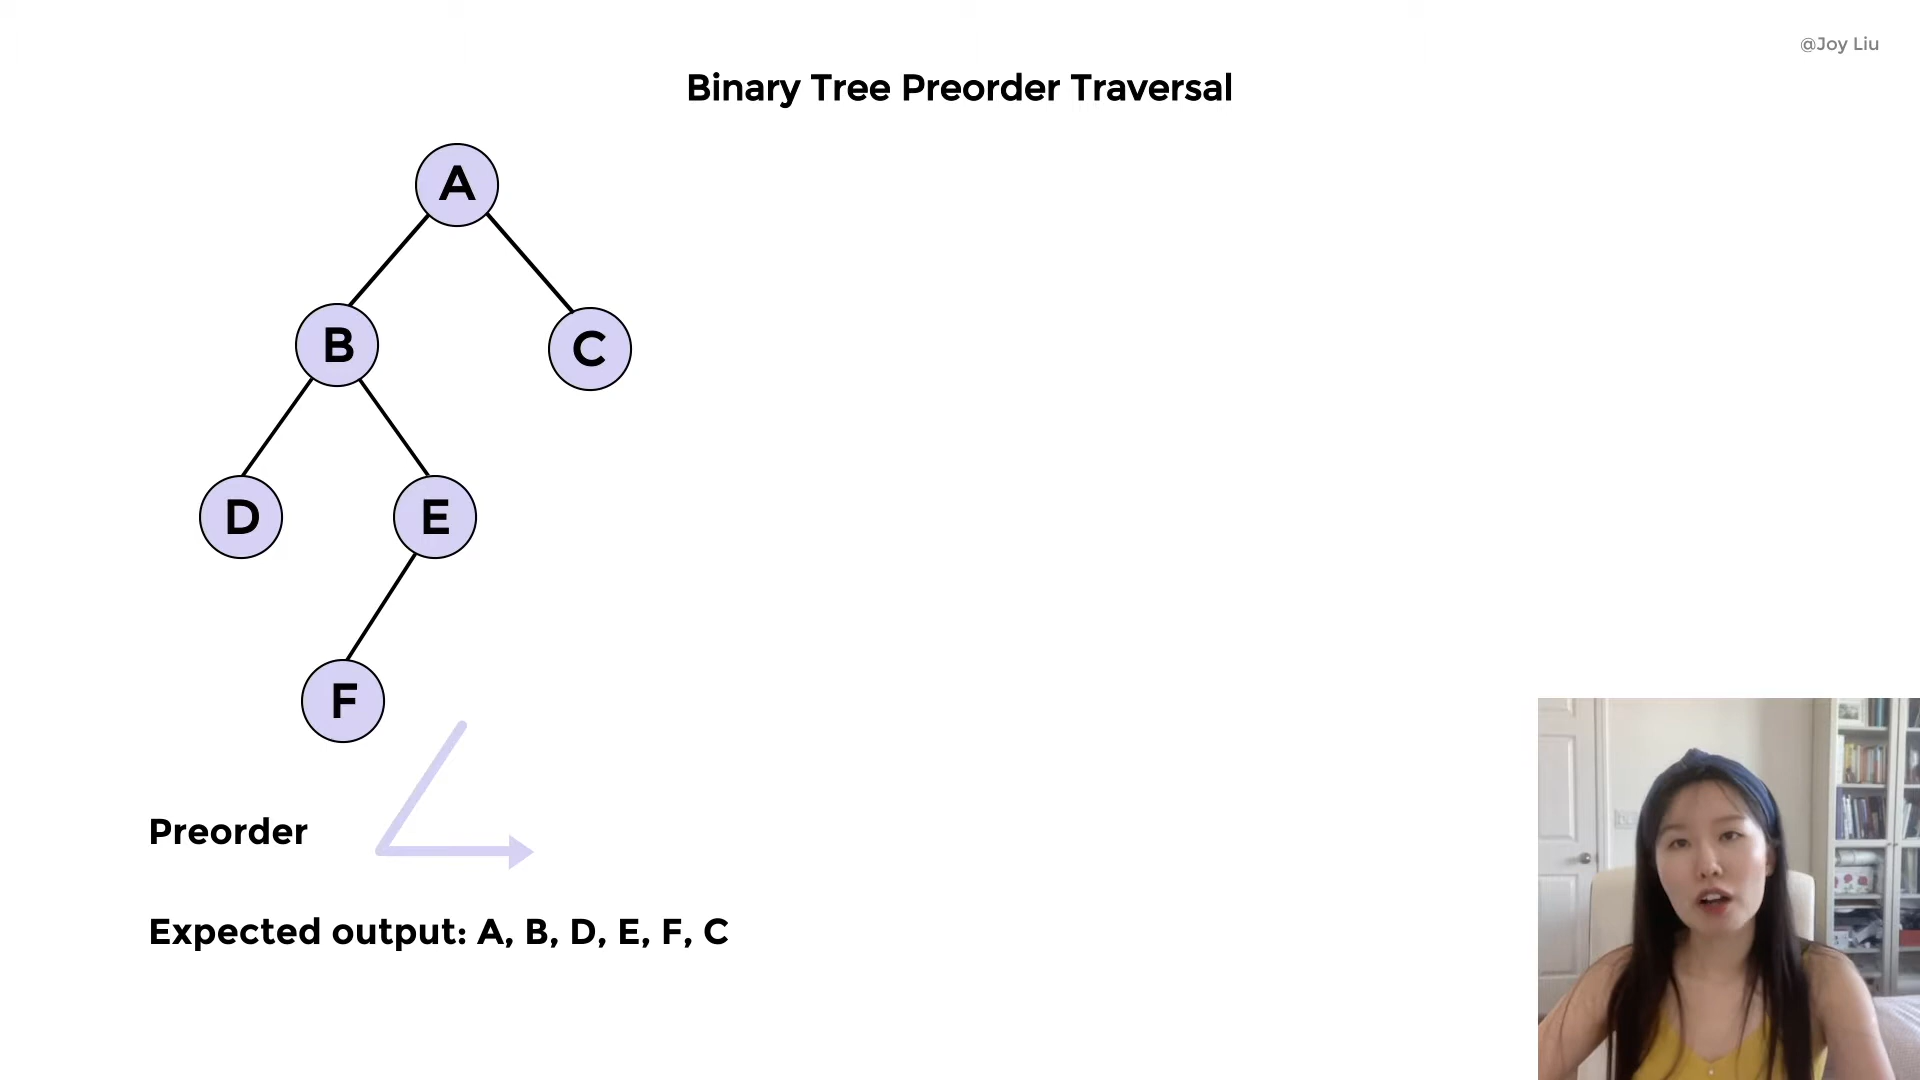 @Joy Liu
Binary Tree Preorder Traversal
A
B
C
D
E
F
Preorder
Expected output: A, B, D, E, F, C